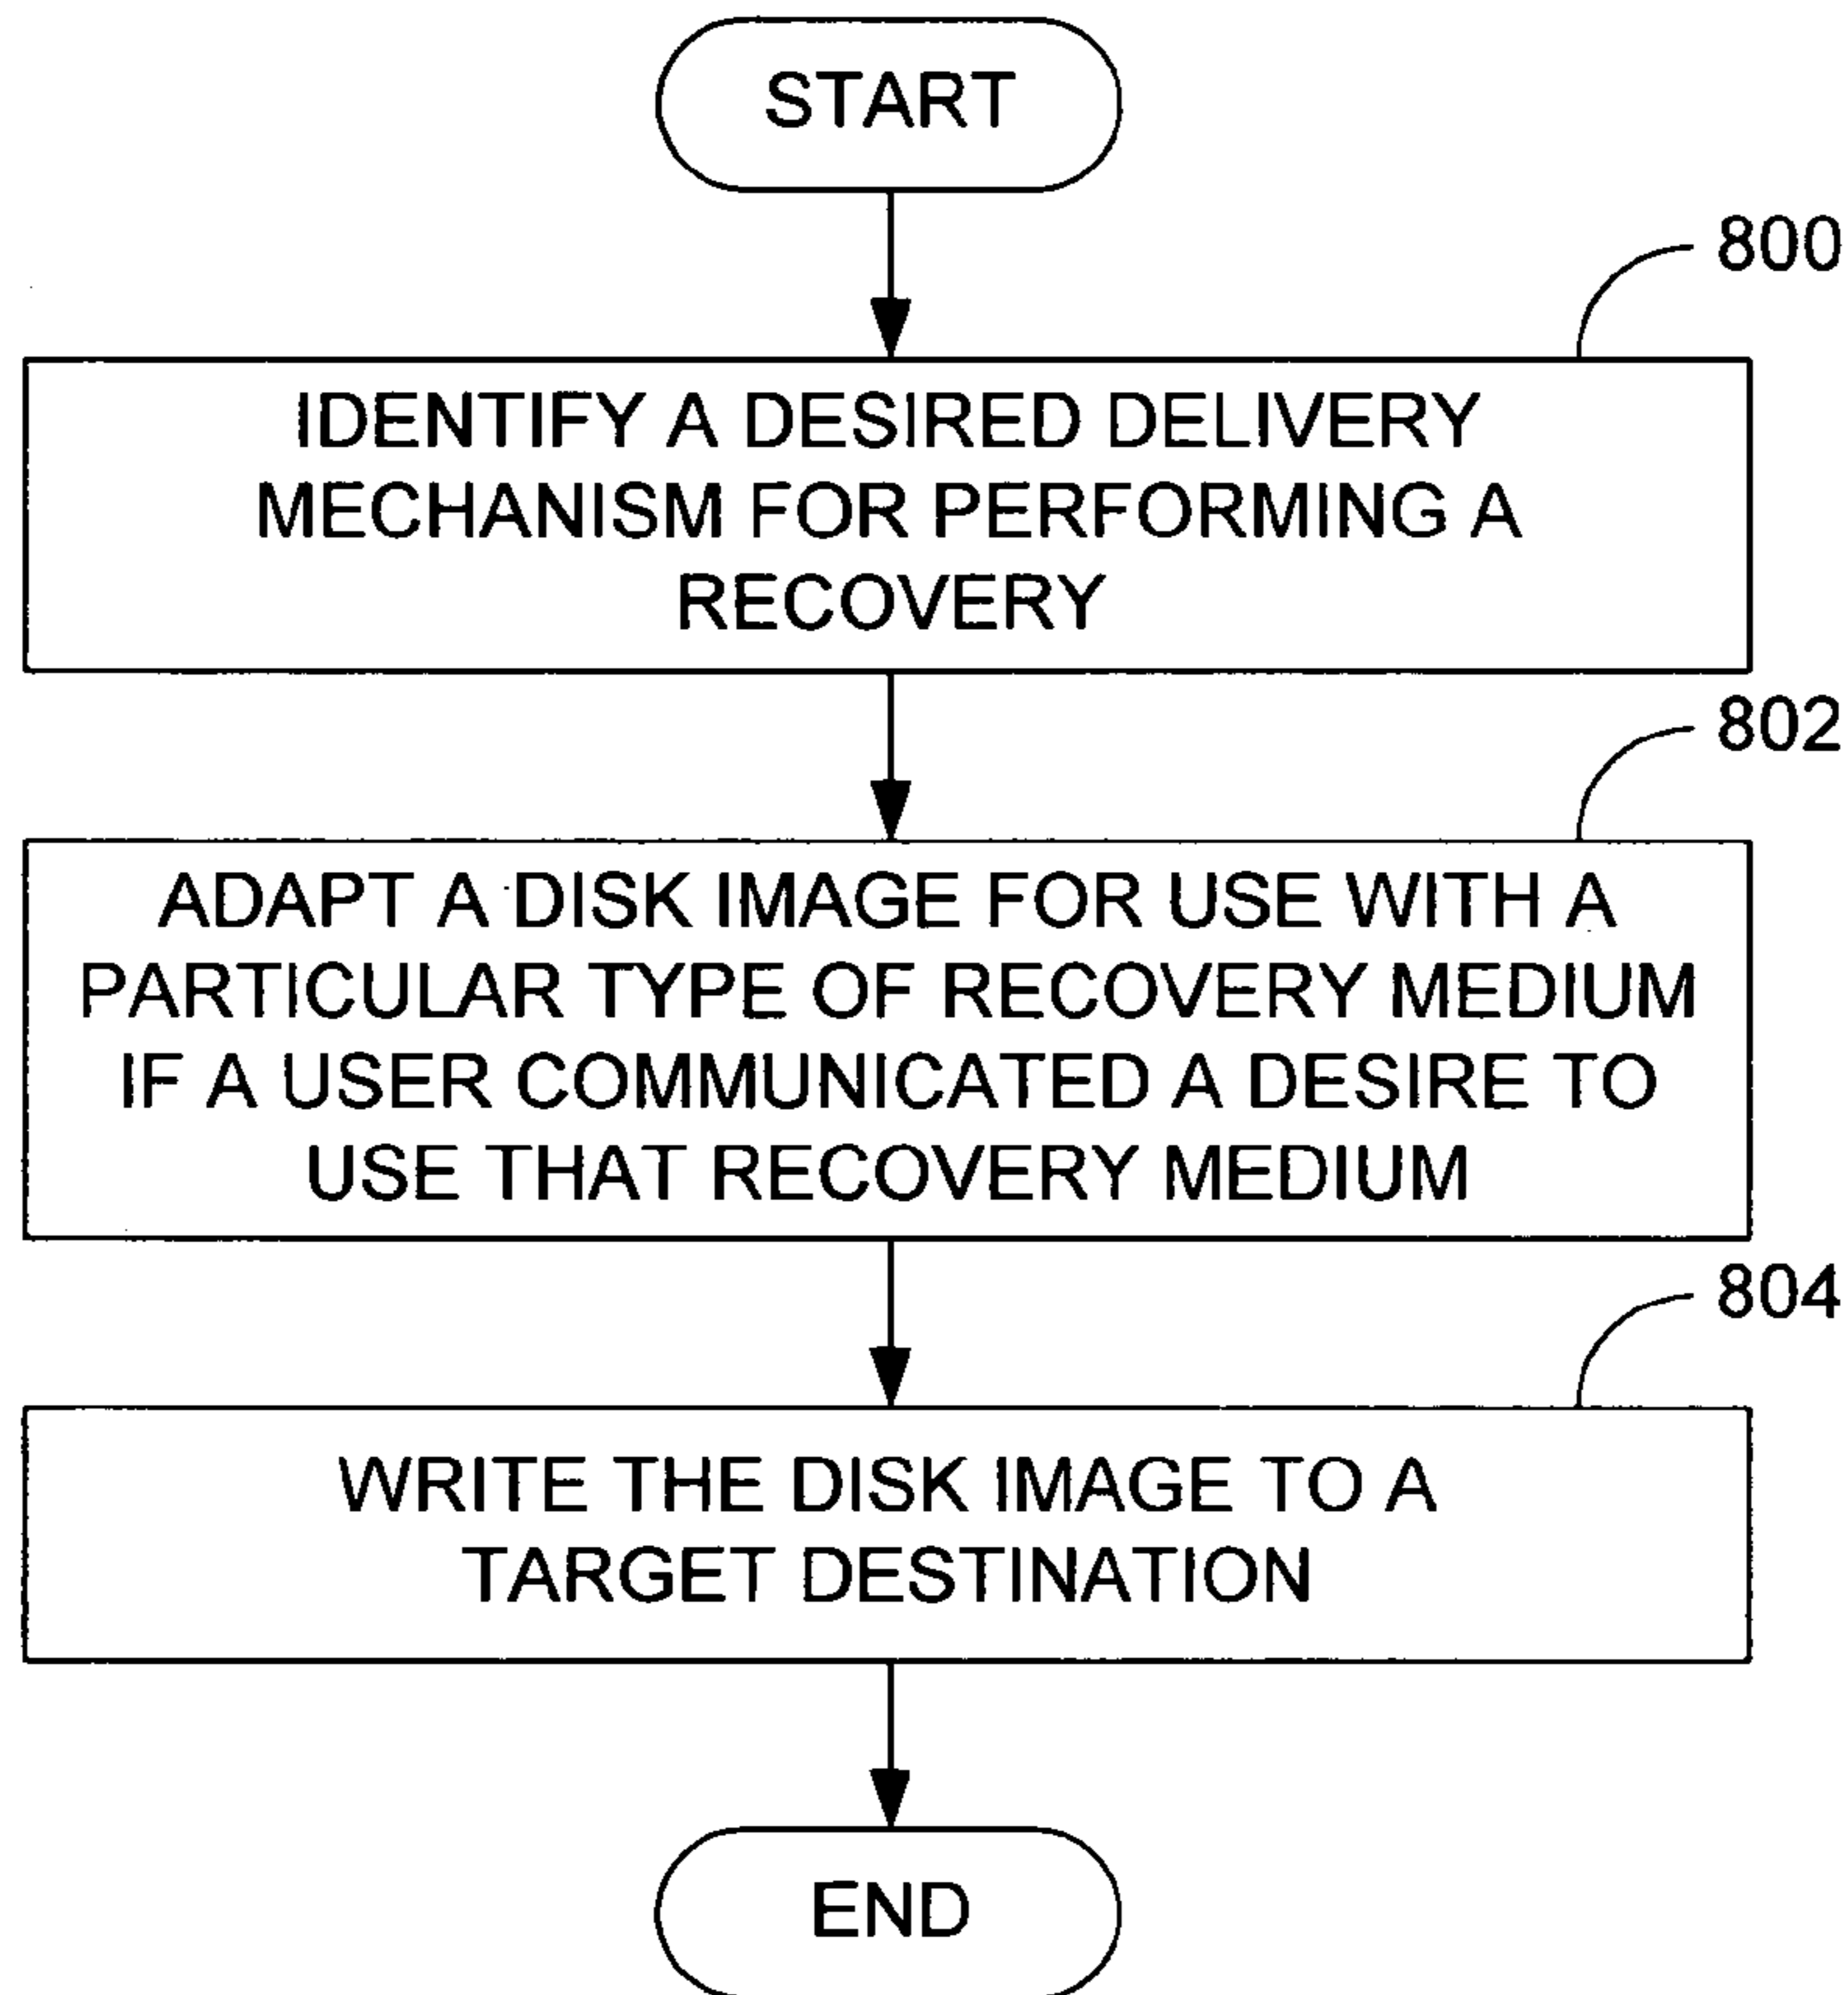 START
800
IDENTIFY A DESIRED DELIVERY
MECHANISM FOR PERFORMING A
RECOVERY
802
ADAPT A DISK IMAGE FOR USE WITH A
PARTICULAR TYPE OF RECOVERY MEDIUM
IF A USER COMMUNICATED A DESIRE TO
USE THAT RECOVERY MEDIUM
804
WRITE THE DISK IMAGE TO A
TARGET DESTINATION
END